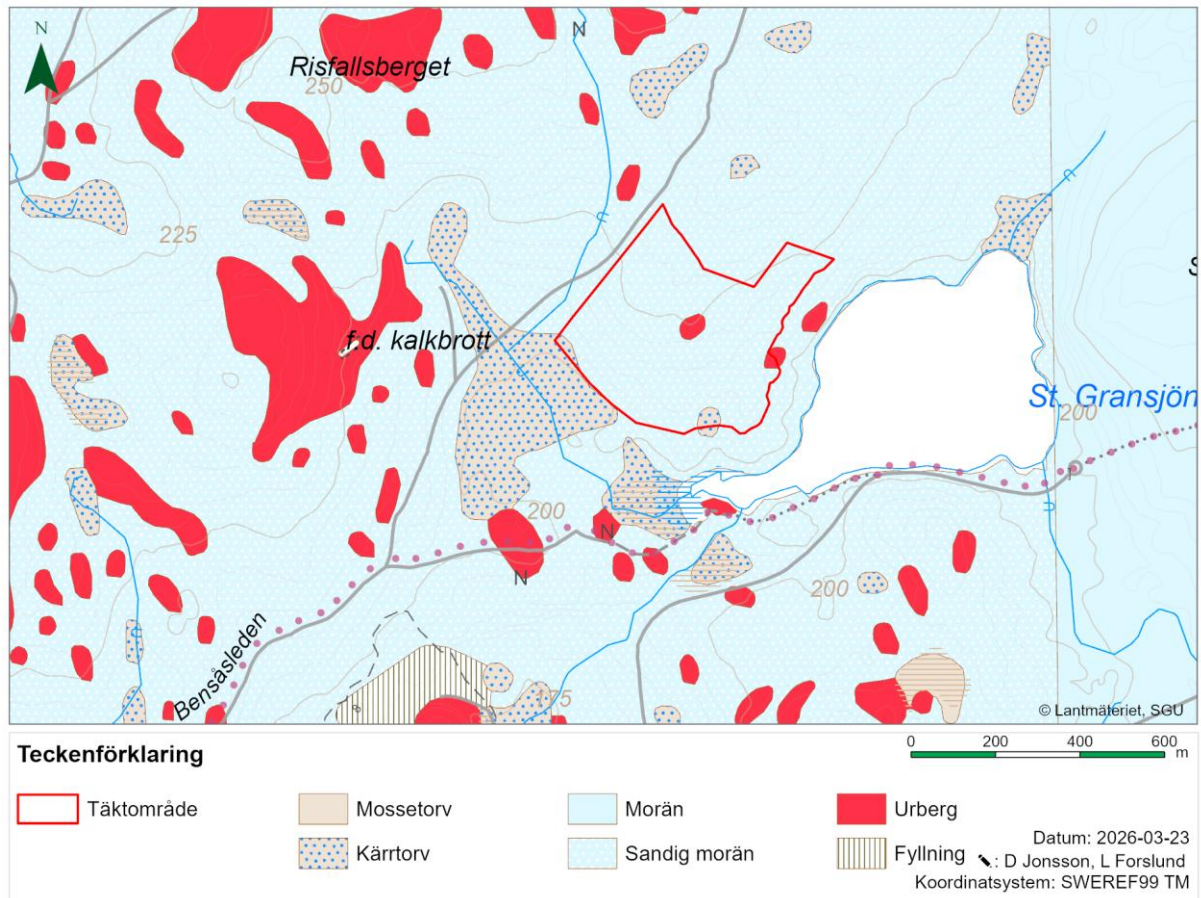 N
N
Risfallsberget
250
225
f.d. kalkbrott
St. Gransjön
200
200
N
N
200
Bensåsleden
175
© Lantmäteriet, SGU
Teckenförklaring
0 200 400 600
m
Täktområde
Mossetorv
Morän
Urberg
Kärrtorv
Sandig morän
Fyllning
Datum: 2026-03-23
: D Jonsson, L Forslund
Koordinatsystem: SWEREF99 TM